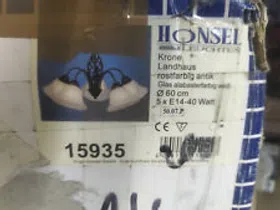 HONSEL
LEUCHTEN
Krone
Landhaus
rostfarbig antik
Glas alabasterfarbig weiß
Ø 60 cm
5 x E14-40 Watt
15935